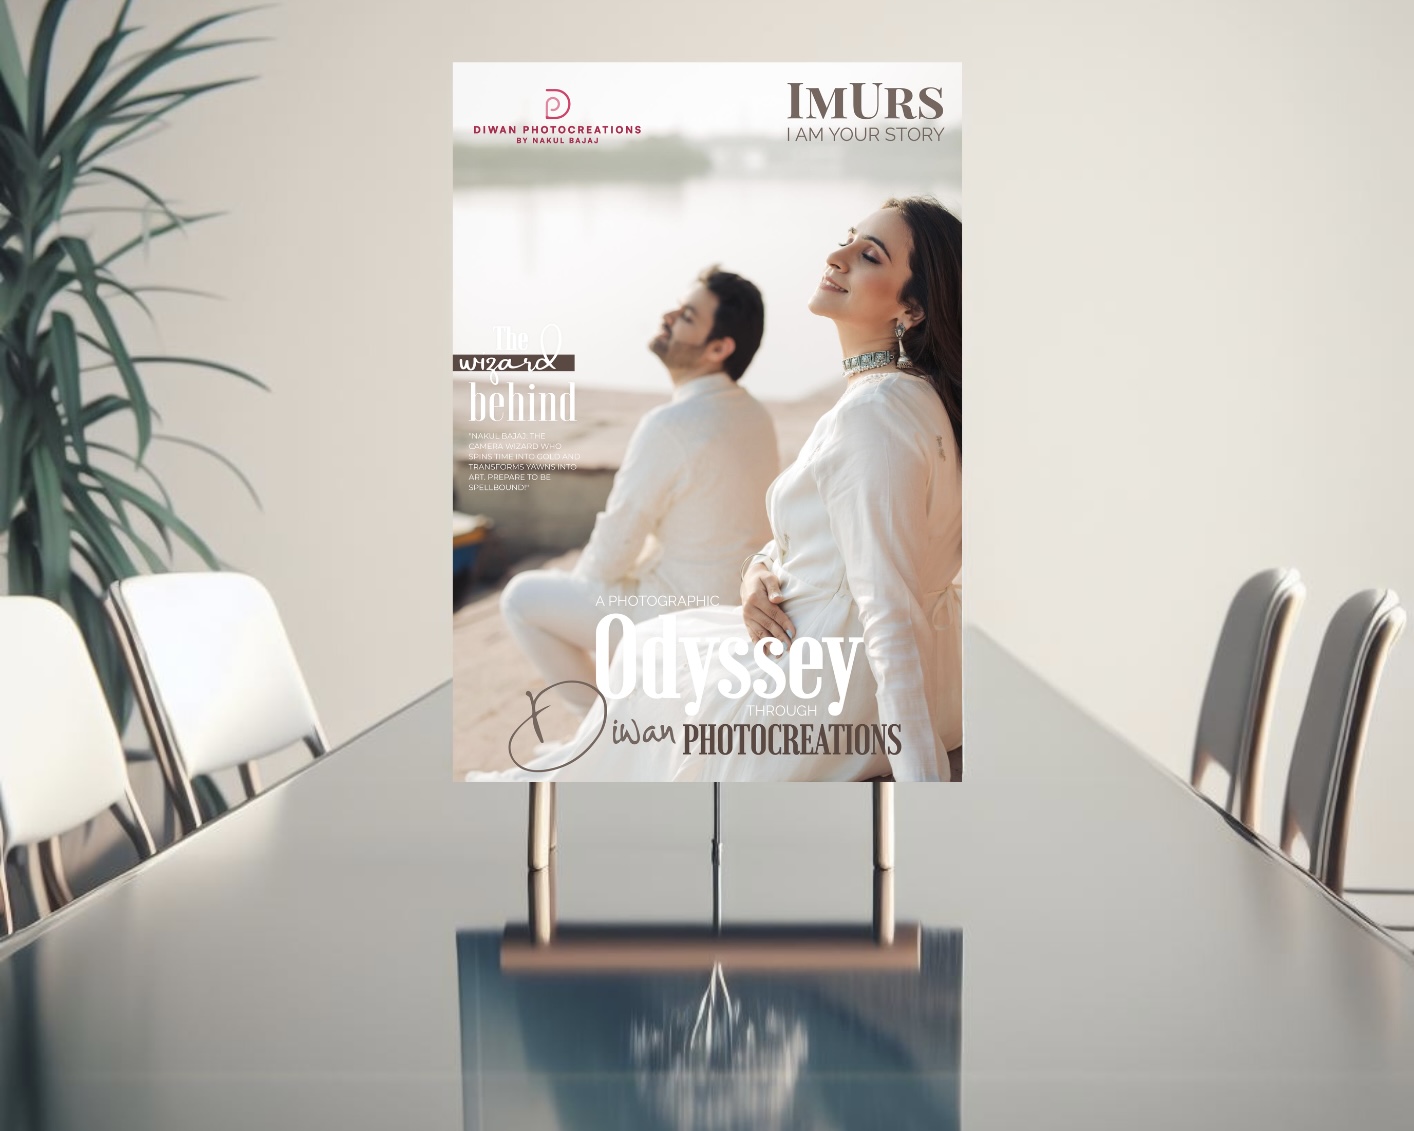 DIWAN PHOTOCREATIONS
BY NAKUL BAJAJ
IMURS
I AM YOUR STORY
The
wizard
behind
"NAKUL BAJAJ: THE
CAMERA WIZARD WHO
SPINS TIME INTO GOLD AND
TRANSFORMS YAWNS INTO
ART. PREPARE TO BE
SPELLBOUND!"
A PHOTOGRAPHIC
Odyssey
THROUGH
Diwan PHOTOCREATIONS